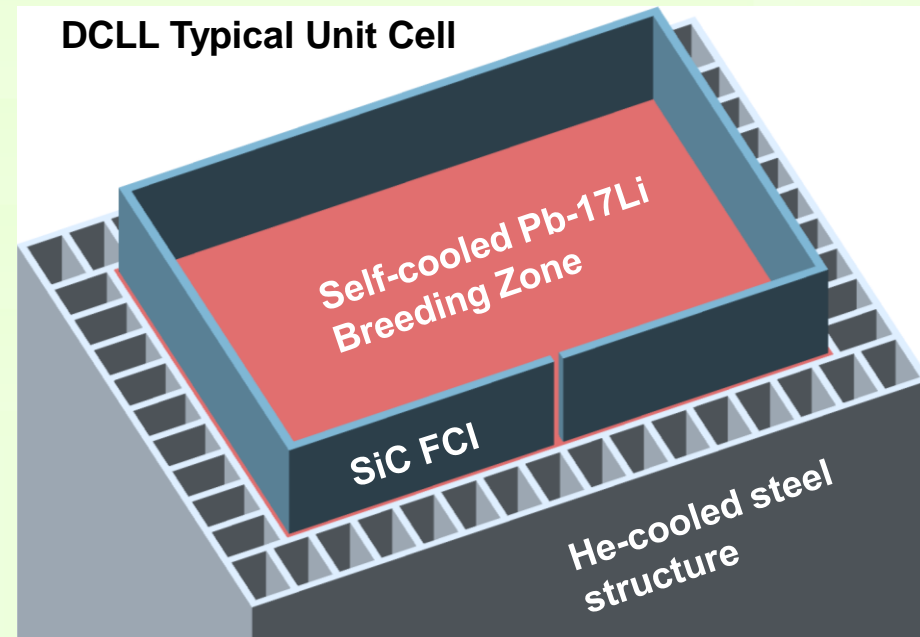 DCLL Typical Unit Cell
Self-cooled Pb-17Li
Breeding Zone
SiC FCI
He-cooled steel
structure